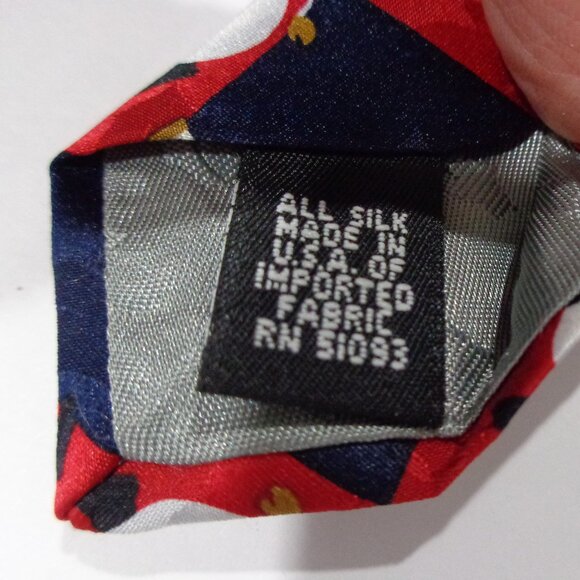 ALL SILK
MADE IN
U.S.A. OF
IMPORTED
FABRIC
RN 51093